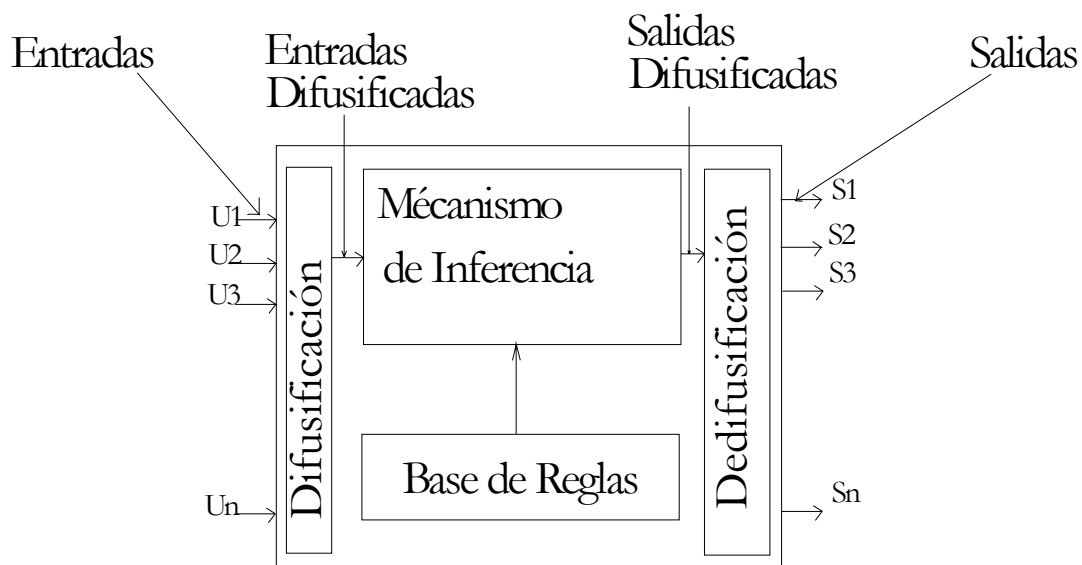 Entradas
Entradas
Difusificadas
Salidas
Difusificadas
Salidas
U1
U2
U3
Un
Difusificación
Mécanismo
de Inferencia
Base de Reglas
Dedifusificación
S1
S2
S3
Sn